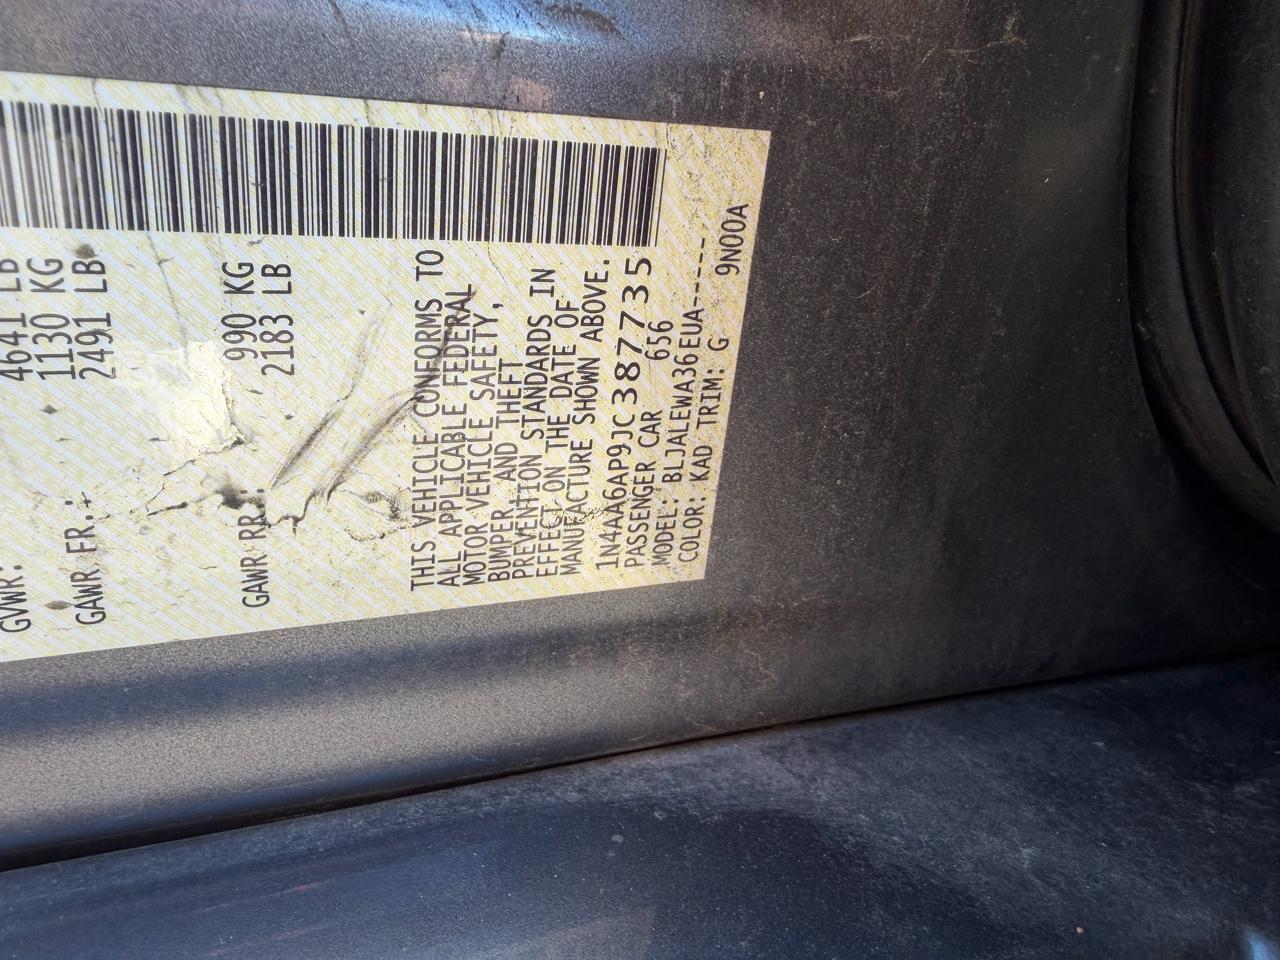 GVWR: 4641 LB
GAWR FR.: 1130 KG
2491 LB
GAWR RR.: 990 KG
2183 LB
THIS VEHICLE CONFORMS TO
ALL APPLICABLE FEDERAL
MOTOR VEHICLE SAFETY,
BUMPER AND THEFT
PREVENTION STANDARDS IN
EFFECT ON THE DATE OF
MANUFACTURE SHOWN ABOVE.
1N4AA6AP9JC387735
PASSENGER CAR 656
MODEL: BLJALEWA36EUA------
COLOR: KAD TRIM: G
9N00A